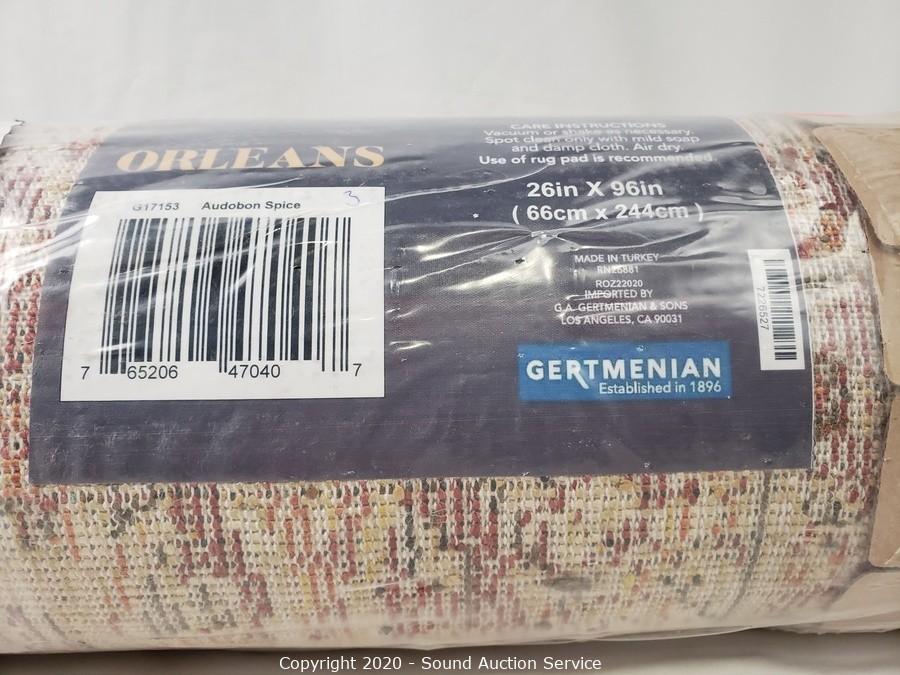 ORLEANS
G17153 Audobon Spice
3
7 65206 47040 7
CARE INSTRUCTIONS
Vacuum or shake as necessary.
Spot clean only with mild soap
and damp cloth. Air dry.
Use of rug pad is recommended.
26in X 96in
( 66cm x 244cm )
MADE IN TURKEY
RN26881
ROZ22020
IMPORTED BY
G.A. GERTMENIAN & SONS
LOS ANGELES, CA 90031
GERTMENIAN
Established in 1896
7226527
Copyright 2020 - Sound Auction Service